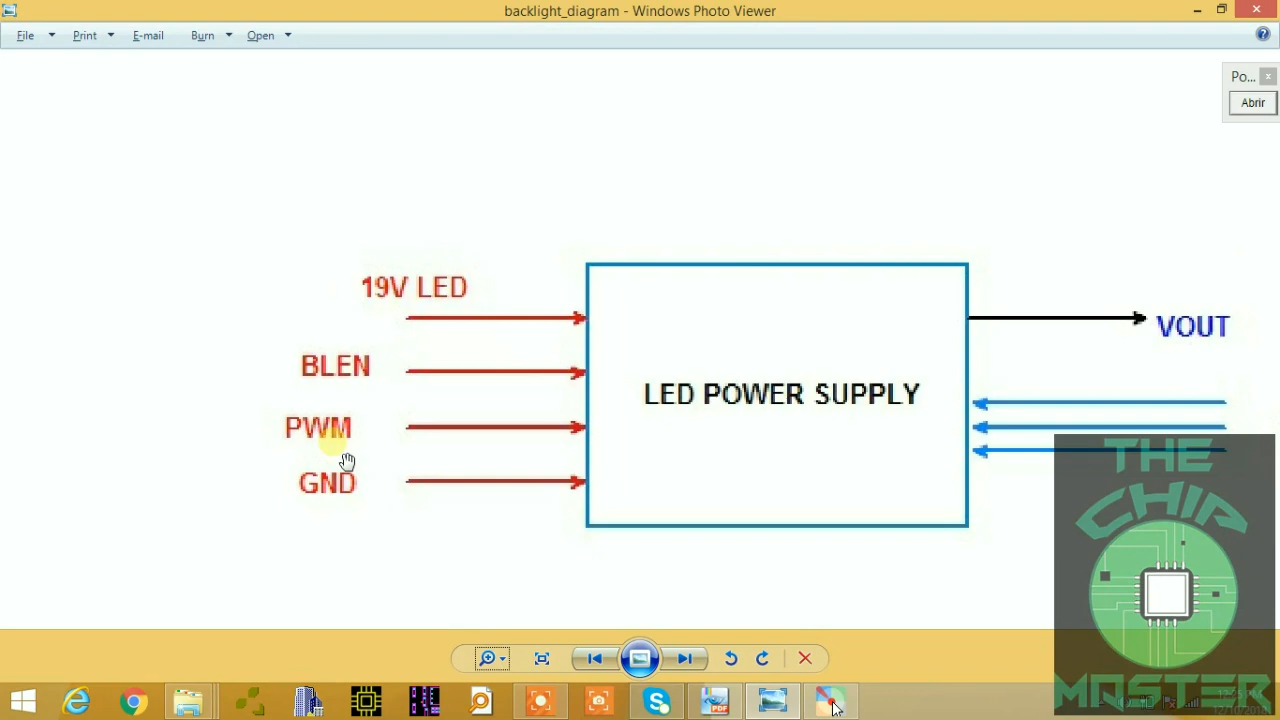 backlight_diagram - Windows Photo Viewer
File Print E-mail Burn Open
Po...
Abrir
19V LED
BLEN
PWM
GND
LED POWER SUPPLY
VOUT
THE
CHIP
MASTER
PDF